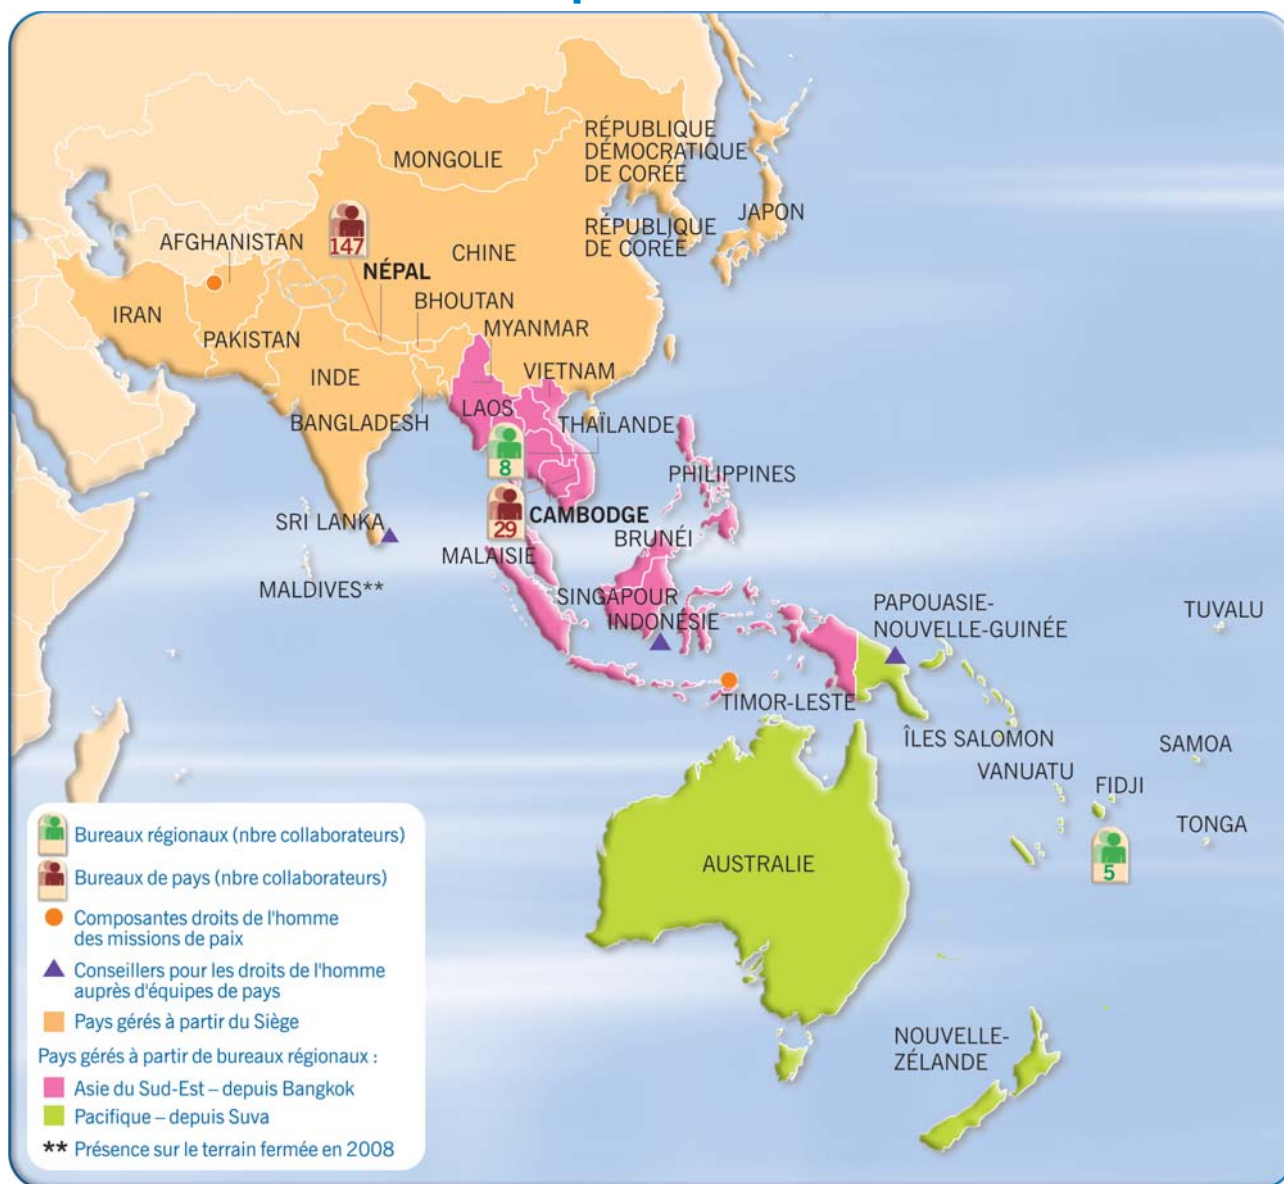 RÉPUBLIQUE
DÉMOCRATIQUE
DE CORÉE
MONGOLIE
JAPON
147
RÉPUBLIQUE
DE CORÉE
AFGHANISTAN
CHINE
NÉPAL
BHOUTAN
IRAN
MYANMAR
PAKISTAN
VIETNAM
INDE
LAOS
BANGLADESH
THAÏLANDE
8
PHILIPPINES
29
CAMBODGE
SRI LANKA
BRUNÉI
MALAISIE
MALDIVES**
SINGAPOUR
INDONÉSIE
PAPOUASIE-
NOUVELLE-GUINÉE
TUVALU
TIMOR-LESTE
ÎLES SALOMON
SAMOA
VANUATU
FIDJI
TONGA
5
AUSTRALIE
NOUVELLE-
ZÉLANDE
Bureaux régionaux (nbre collaborateurs)
Bureaux de pays (nbre collaborateurs)
Composantes droits de l'homme
des missions de paix
Conseillers pour les droits de l'homme
auprès d'équipes de pays
Pays gérés à partir du Siège
Pays gérés à partir de bureaux régionaux :
Asie du Sud-Est – depuis Bangkok
Pacifique – depuis Suva
** Présence sur le terrain fermée en 2008